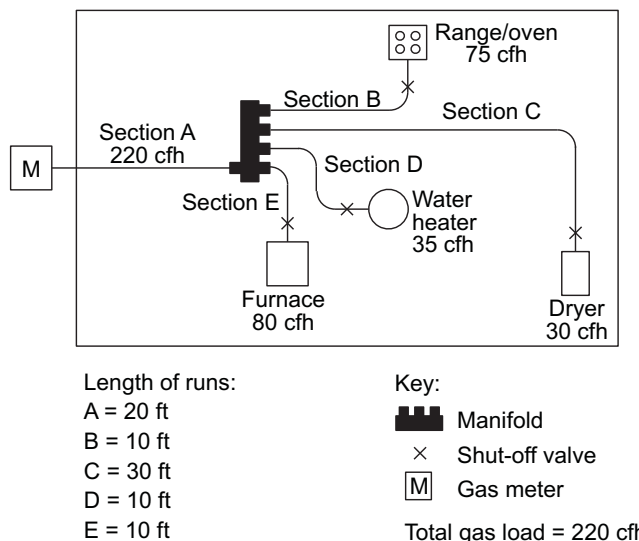 Range/oven
75 cfh
Section B
Section C
Section A
220 cfh
M
Section D
Section E
Water
heater
35 cfh
Furnace
80 cfh
Dryer
30 cfh
Length of runs:
A = 20 ft
B = 10 ft
C = 30 ft
D = 10 ft
E = 10 ft
Key:
Manifold
Shut-off valve
M Gas meter
Total gas load = 220 cfh